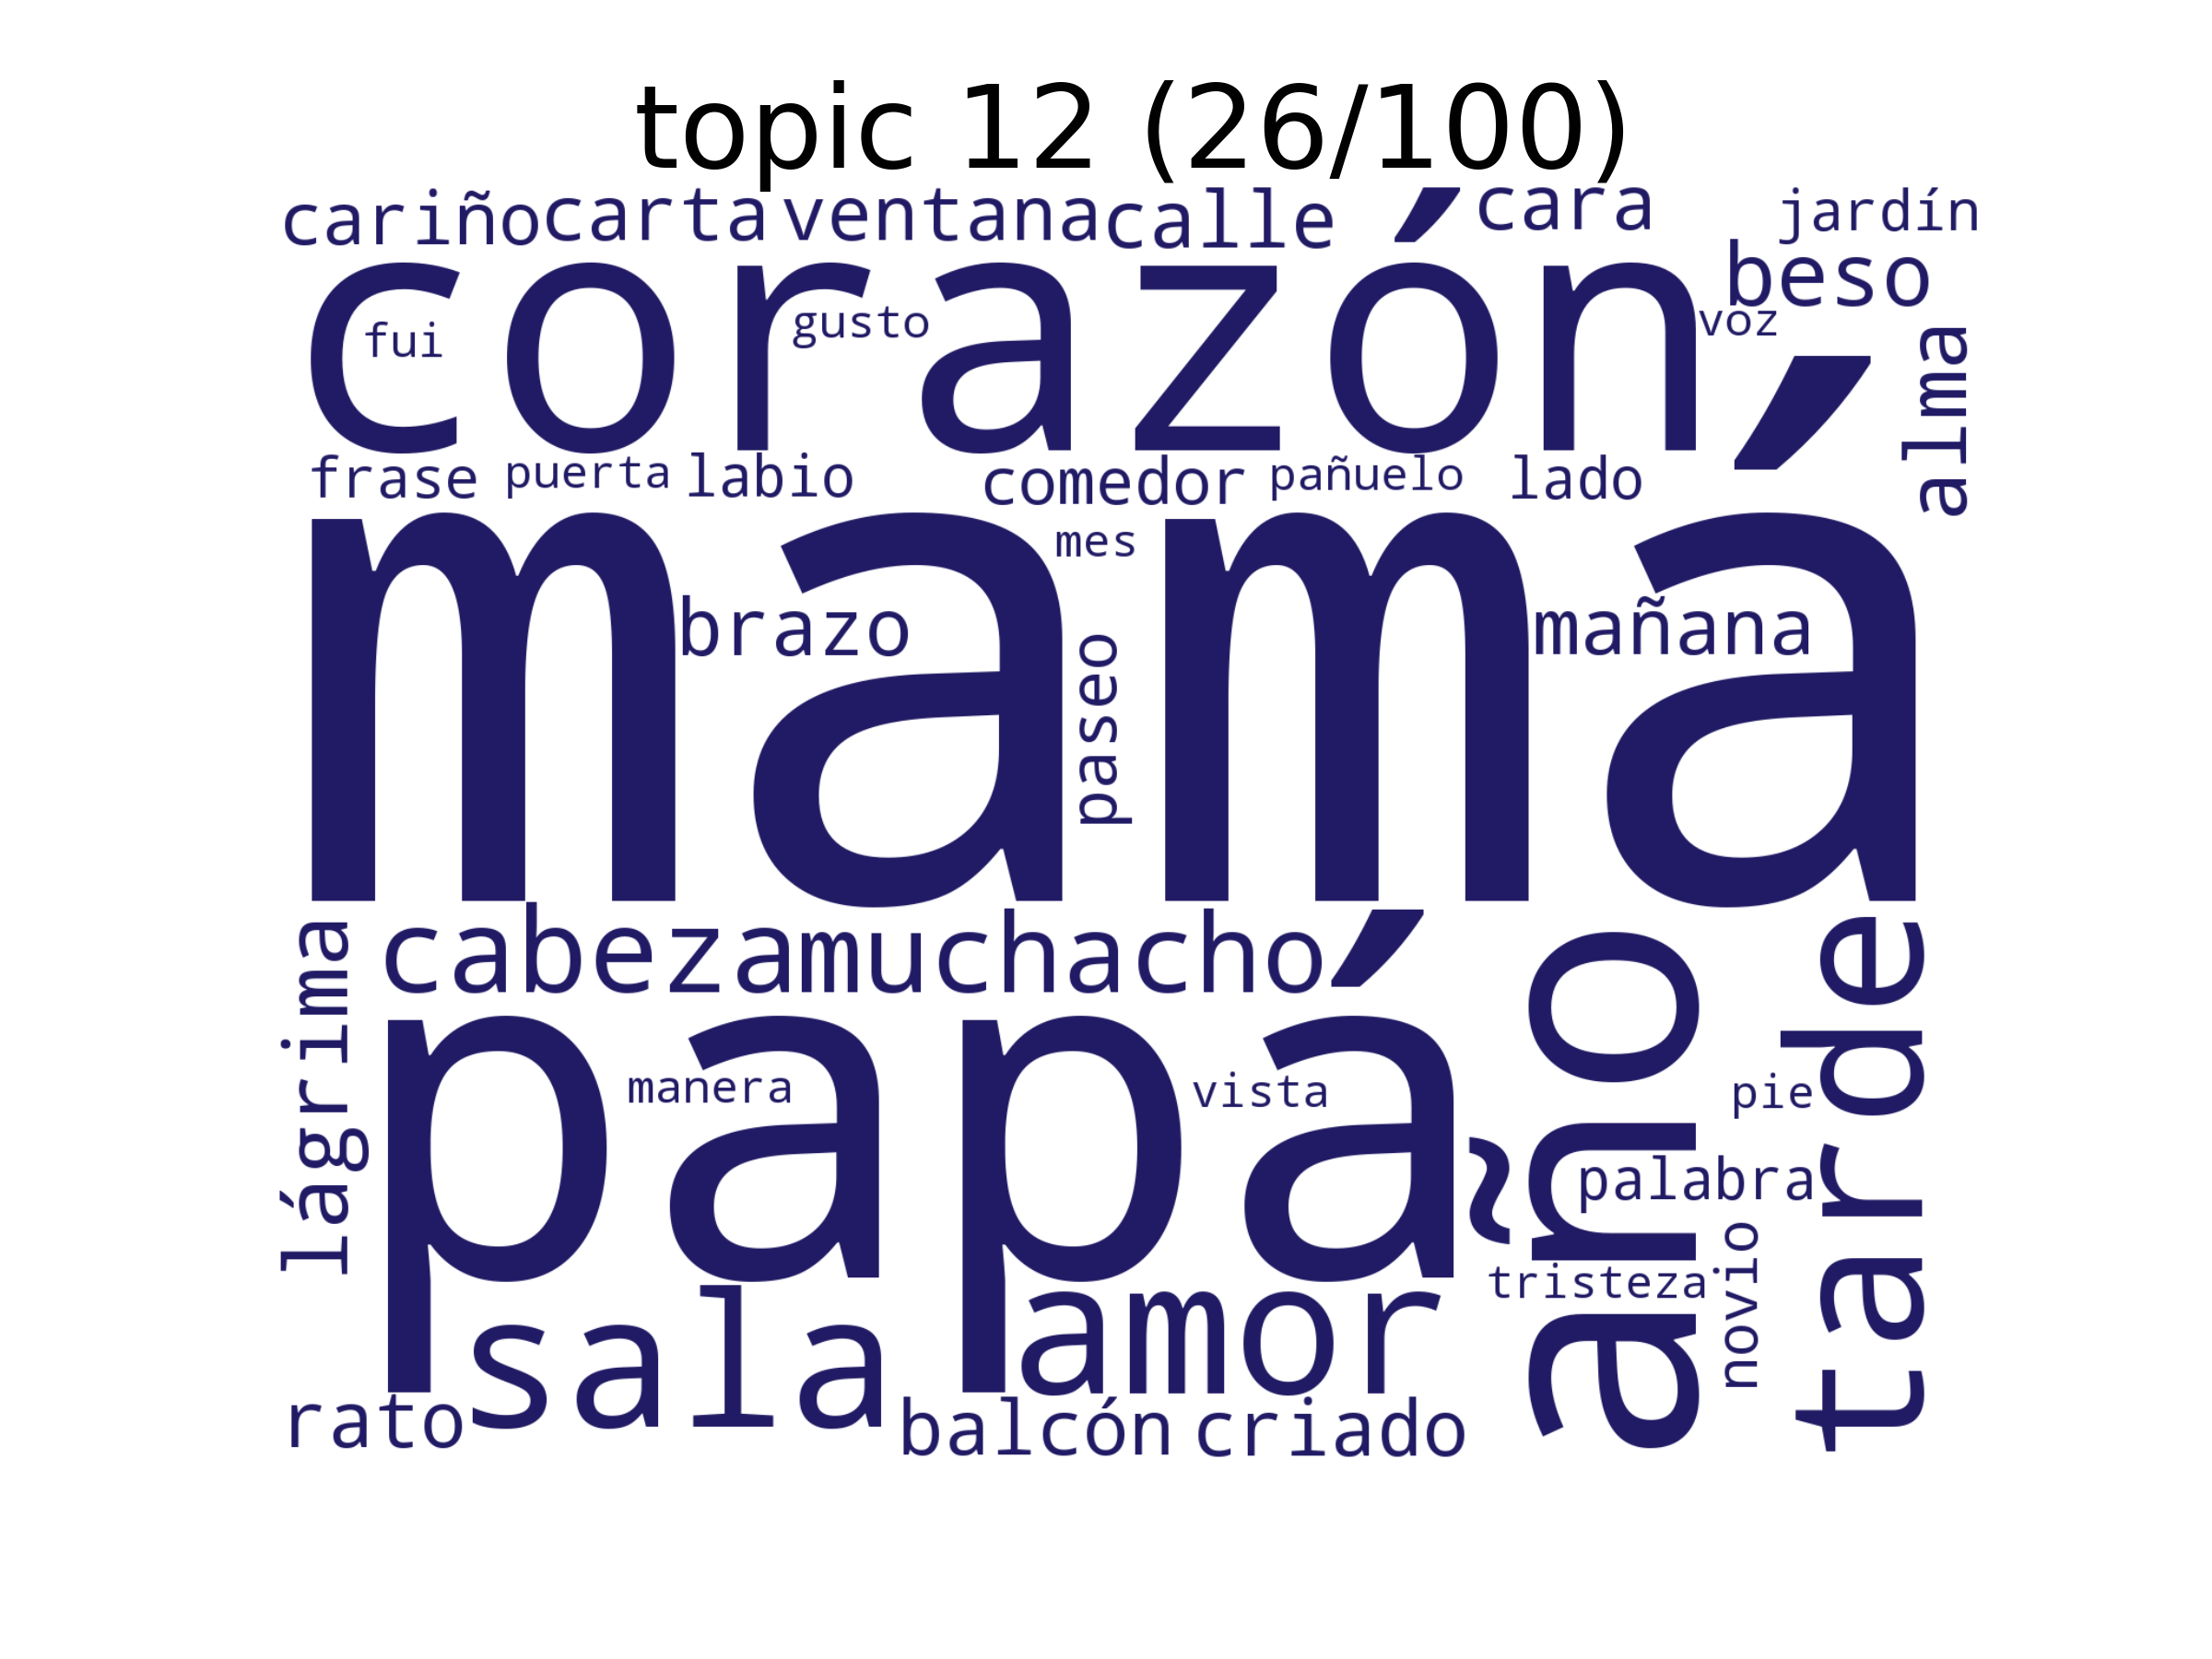 topic 12 (26/100)
cariño carta ventana calle cara jardín
corazón beso
fui gusto voz
alma
frase puerta labio comedor pañuelo lado
mamá
mes
brazo mañana
paseo
cabeza muchacho
lágrima
papá
año
tarde
manera vista pie
palabra
tristeza
novio
sala amor
rato balcón criado